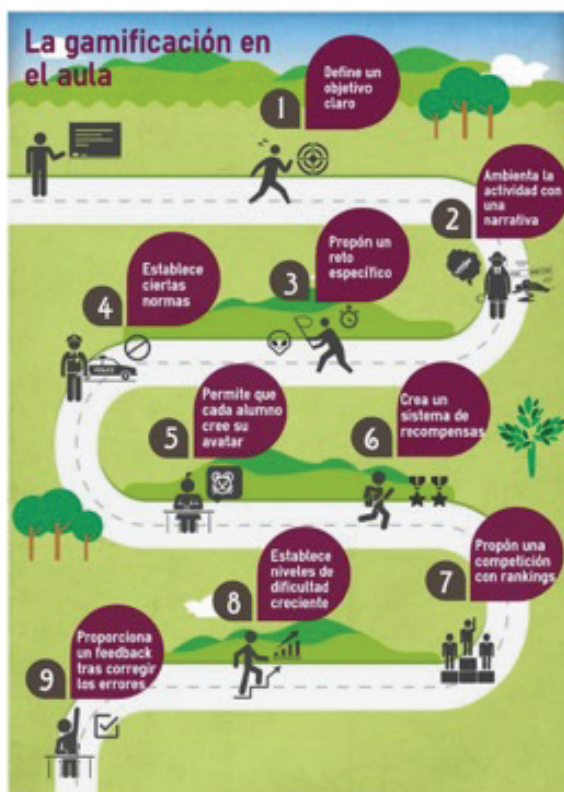 La gamificación en
el aula
1
Define un
objetivo
claro
2
Ambienta la
actividad con
una
narrativa
3
Propón un
reto
específico
4
Establece
ciertas
normas
5
Permite que
cada alumno
cree su
avatar
6
Crea un
sistema de
recompensas
7
Propón una
competición
con rankings
8
Establece
niveles de
dificultad
creciente
9
Proporciona
un feedback
tras corregir
los errores